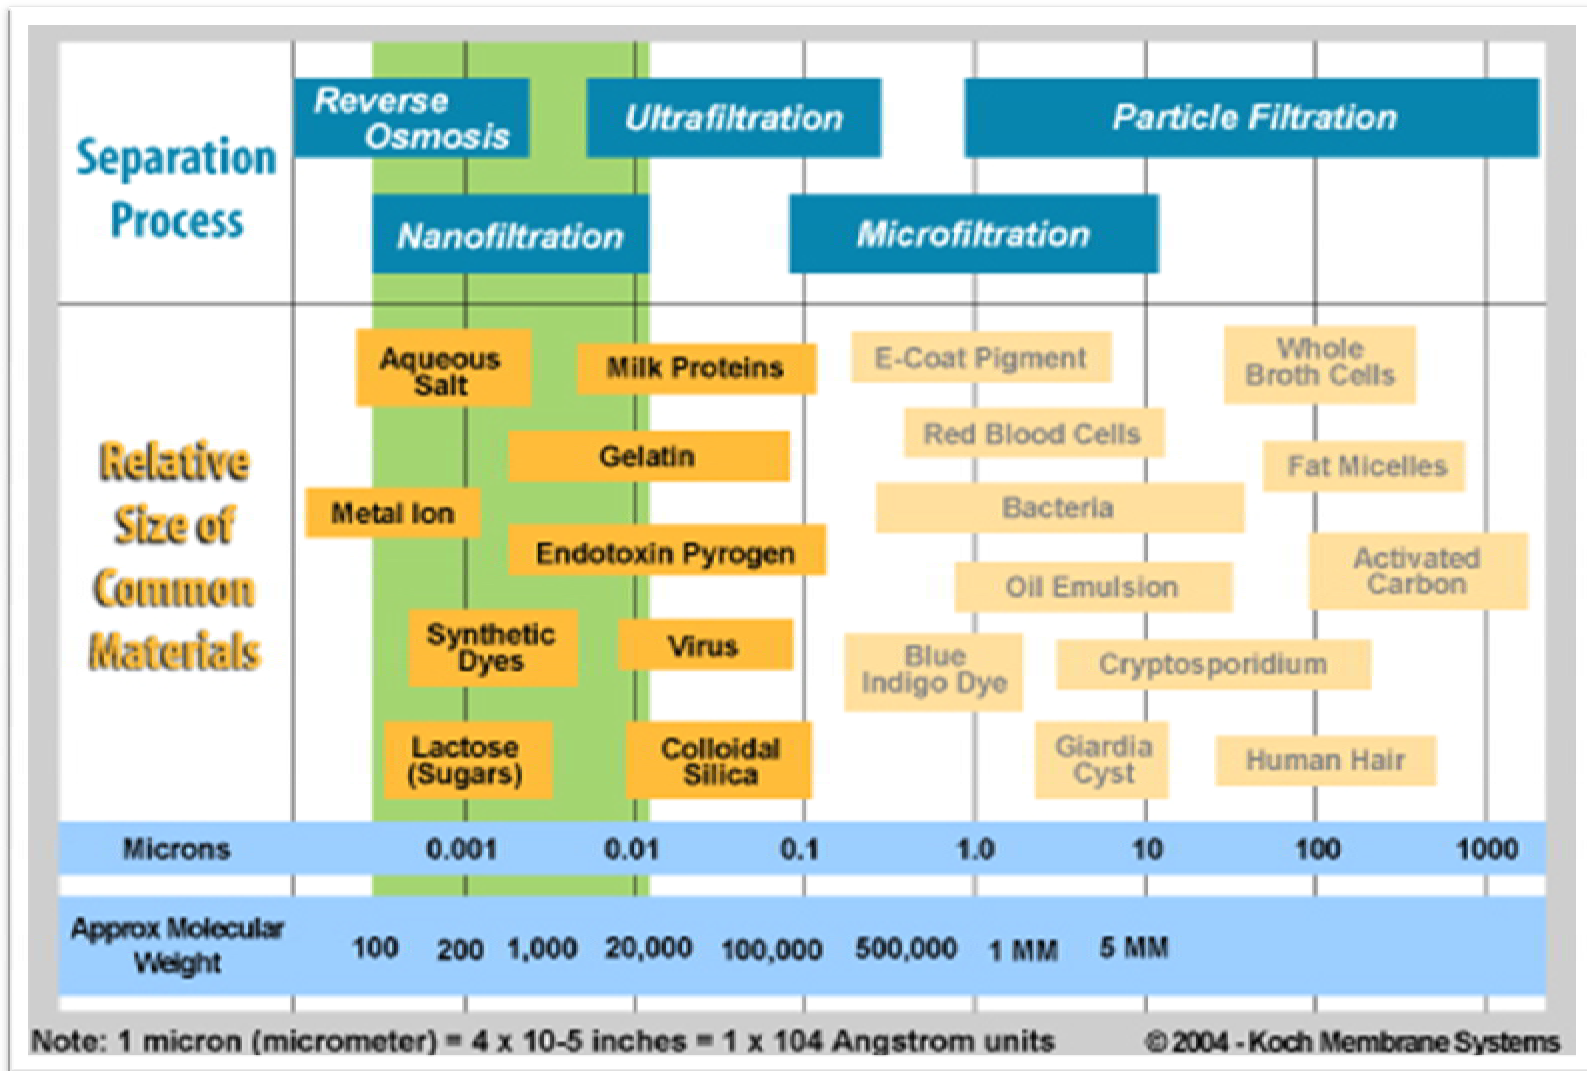 Separation
Process
Reverse
Osmosis
Ultrafiltration
Particle Filtration
Nanofiltration
Microfiltration
Relative
Size of
Common
Materials
Aqueous
Salt
Milk Proteins
E-Coat Pigment
Whole
Broth Cells
Gelatin
Red Blood Cells
Fat Micelles
Metal Ion
Bacteria
Endotoxin Pyrogen
Oil Emulsion
Activated
Carbon
Synthetic
Dyes
Virus
Blue
Indigo Dye
Cryptosporidium
Lactose
(Sugars)
Colloidal
Silica
Giardia
Cyst
Human Hair
Microns 0.001 0.01 0.1 1.0 10 100 1000
Approx Molecular
Weight
100 200 1,000 20,000 100,000 500,000 1 MM 5 MM
Note: 1 micron (micrometer) = 4 x 10-5 inches = 1 x 104 Angstrom units
© 2004 - Koch Membrane Systems